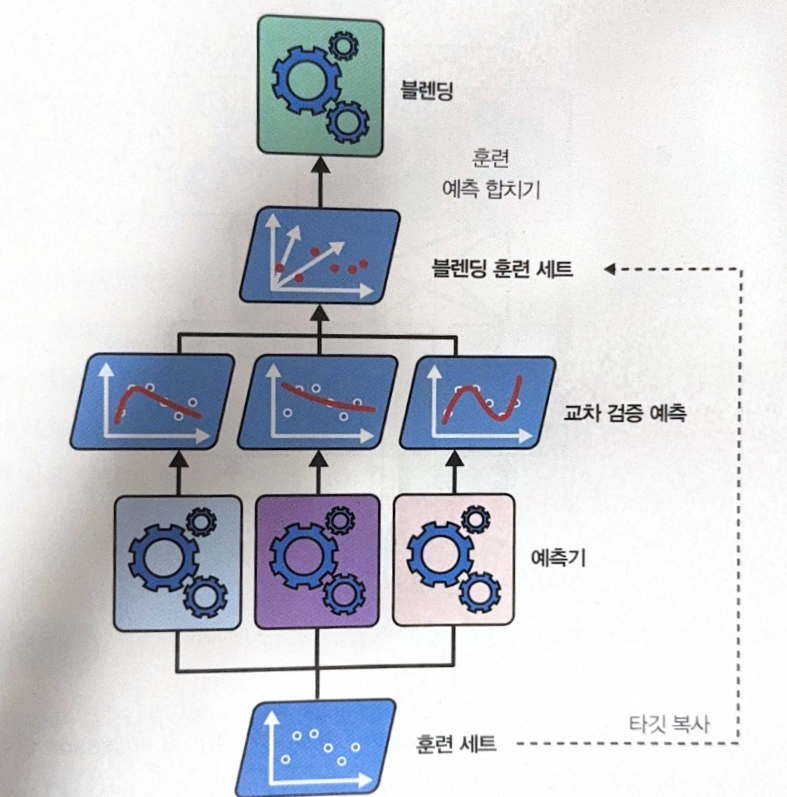 블렌딩
훈련
예측 합치기
블렌딩 훈련 세트
교차 검증 예측
예측기
타깃 복사
훈련 세트